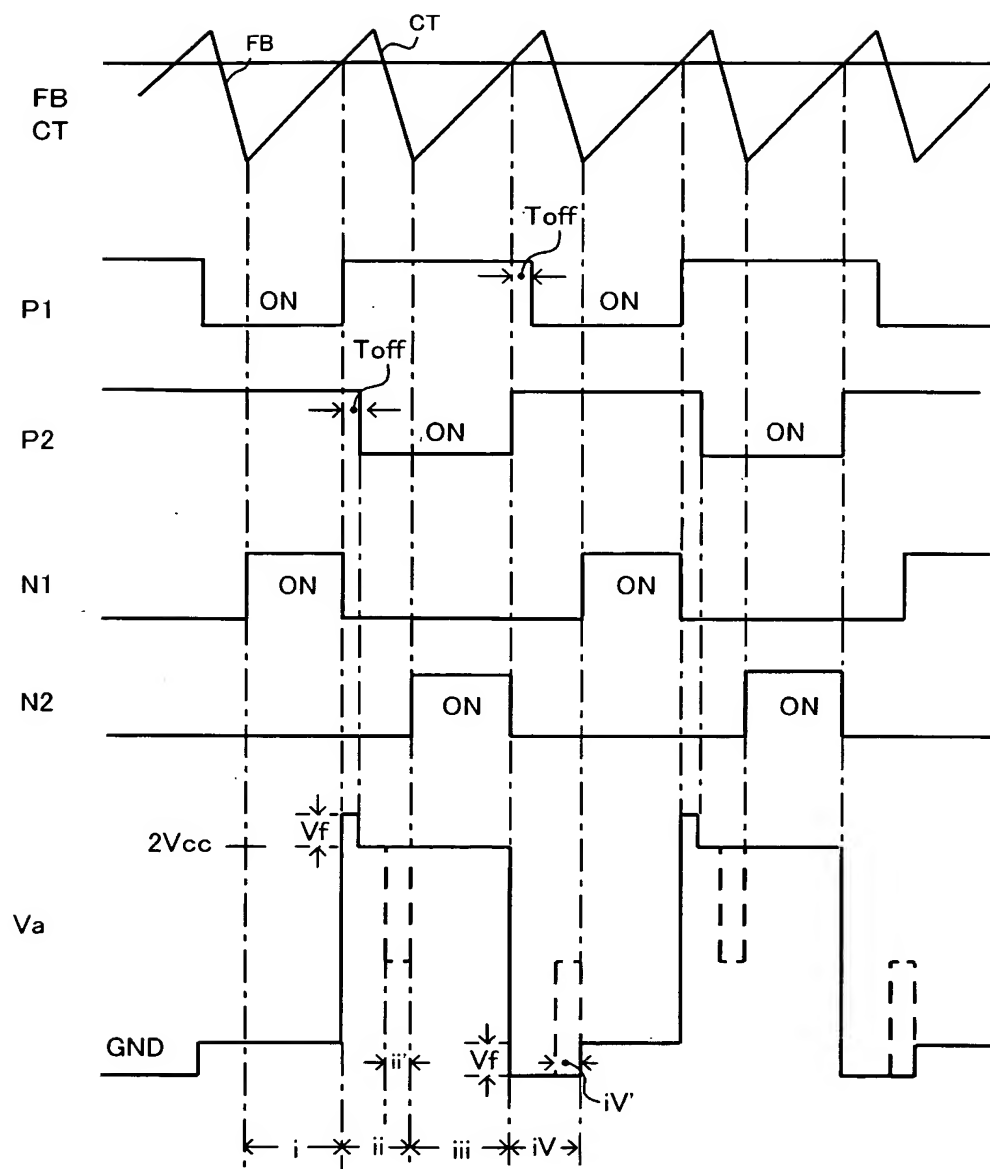 FB
CT
FB
CT
Toff
P1
ON
ON
Toff
P2
ON
ON
N1
ON
ON
N2
ON
ON
Vf
2Vcc
Va
GND
ii'
Vf
iV'
i
ii
iii
iV